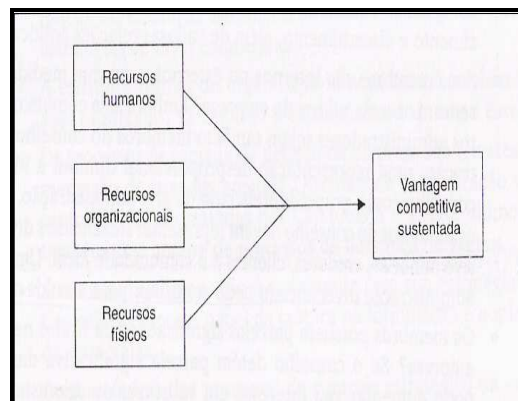 Recursos
humanos
Recursos
organizacionais
Recursos
físicos
Vantagem
competitiva
sustentada